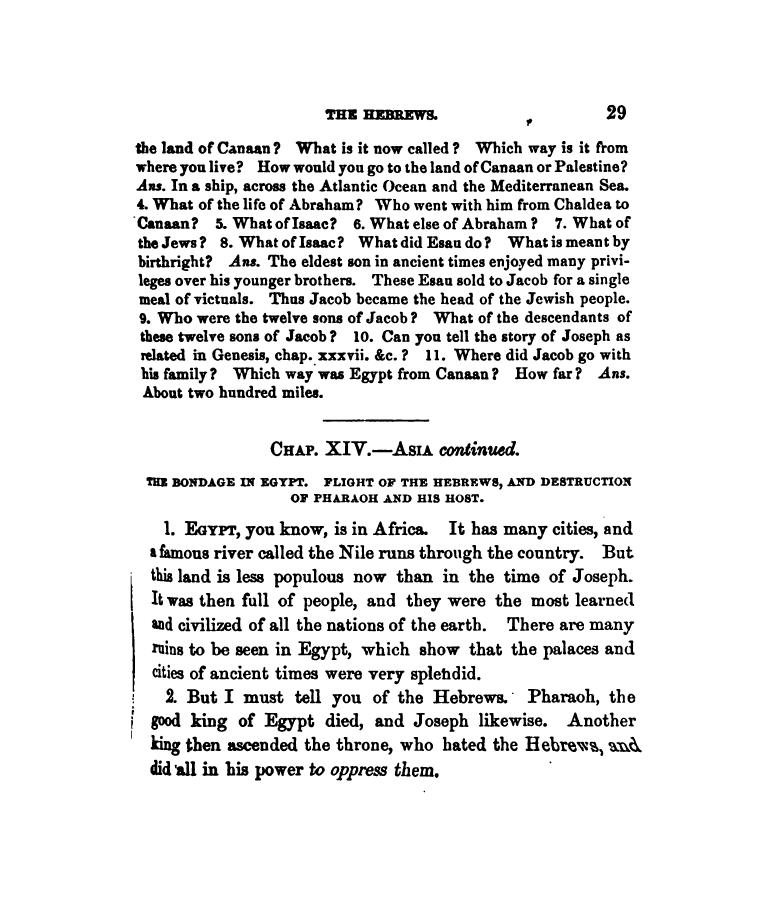 THE HEBREWS. 29
the land of Canaan? What is it now called? Which way is it from
where you live? How would you go to the land of Canaan or Palestine?
Ans. In a ship, across the Atlantic Ocean and the Mediterranean Sea.
4. What of the life of Abraham? Who went with him from Chaldea to
Canaan? 5. What of Isaac? 6. What else of Abraham? 7. What of
the Jews? 8. What of Isaac? What did Esau do? What is meant by
birthright? Ans. The eldest son in ancient times enjoyed many privi-
leges over his younger brothers. These Esau sold to Jacob for a single
meal of victuals. Thus Jacob became the head of the Jewish people.
9. Who were the twelve sons of Jacob? What of the descendants of
these twelve sons of Jacob? 10. Can you tell the story of Joseph as
related in Genesis, chap. xxxvii. &c.? 11. Where did Jacob go with
his family? Which way was Egypt from Canaan? How far? Ans.
About two hundred miles.
CHAP. XIV.—ASIA continued.
THE BONDAGE IN EGYPT. FLIGHT OF THE HEBREWS, AND DESTRUCTION
OF PHARAOH AND HIS HOST.
1. EGYPT, you know, is in Africa. It has many cities, and
a famous river called the Nile runs through the country. But
this land is less populous now than in the time of Joseph.
It was then full of people, and they were the most learned
and civilized of all the nations of the earth. There are many
ruins to be seen in Egypt, which show that the palaces and
cities of ancient times were very splendid.
2. But I must tell you of the Hebrews. Pharaoh, the
good king of Egypt died, and Joseph likewise. Another
king then ascended the throne, who hated the Hebrews, and
did all in his power to oppress them.